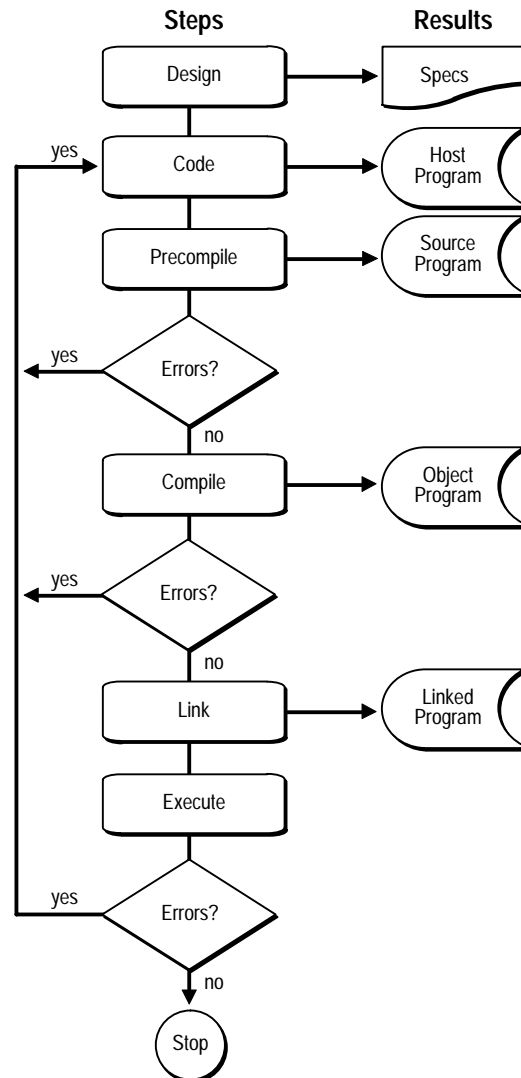 Steps Results
Design
Specs
yes
Code
Host
Program
Precompile
Source
Program
yes
Errors?
no
Compile
Object
Program
yes
Errors?
no
Link
Linked
Program
Execute
yes
Errors?
no
Stop